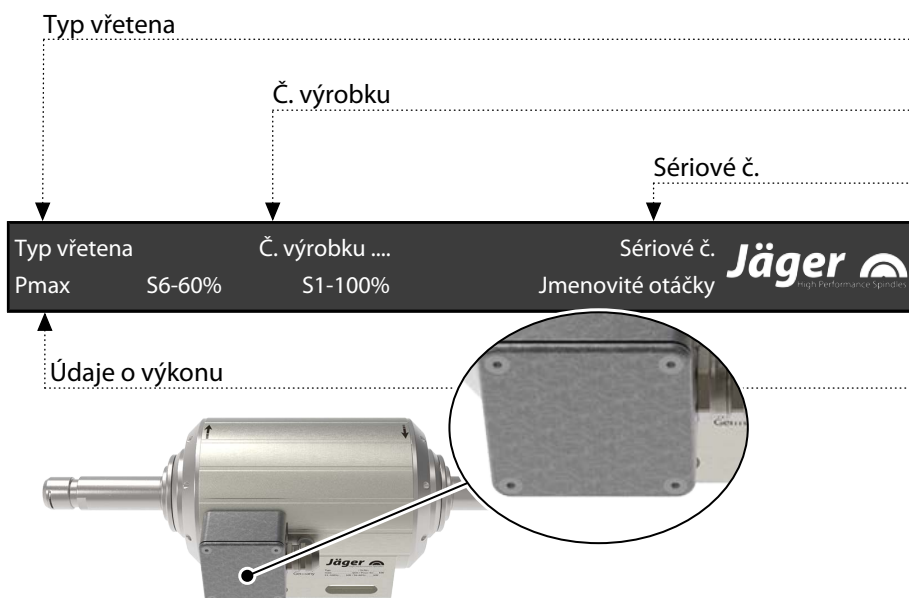 Typ vřetena
Č. výrobku
Sériové č.
Typ vřetena Č. výrobku .... Sériové č.
Pmax S6-60% S1-100% Jmenovité otáčky
Jäger
High Performance Spindles
Údaje o výkonu
Jäger